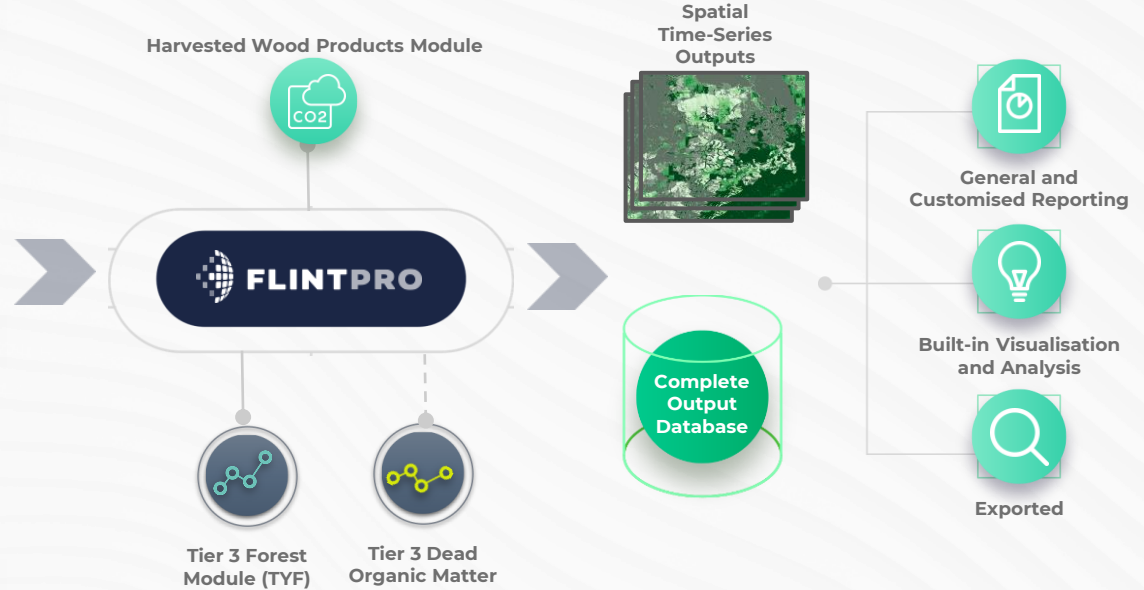 Harvested Wood Products Module
CO2
FLINTPRO
Tier 3 Forest
Module (TYF)
Tier 3 Dead
Organic Matter
Spatial
Time-Series
Outputs
Complete
Output
Database
General and
Customised Reporting
Built-in Visualisation
and Analysis
Exported